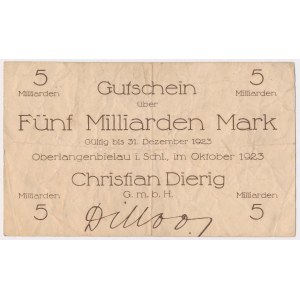 5 Gutschein 5
Milliarden über Milliarden
Fünf Milliarden Mark
Gültig bis 31. Dezember 1923
Oberlangenbielau i. Schl., im Oktober 1923
Milliarden Christian Dierig Milliarden
5 G. m. b. H. 5